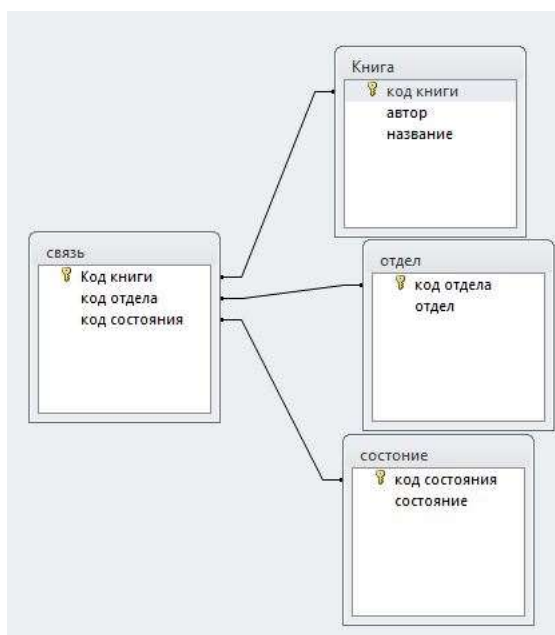 Книга
код книги
автор
название
связь
Код книги
код отдела
код состояния
отдел
код отдела
отдел
состоние
код состояния
состояние